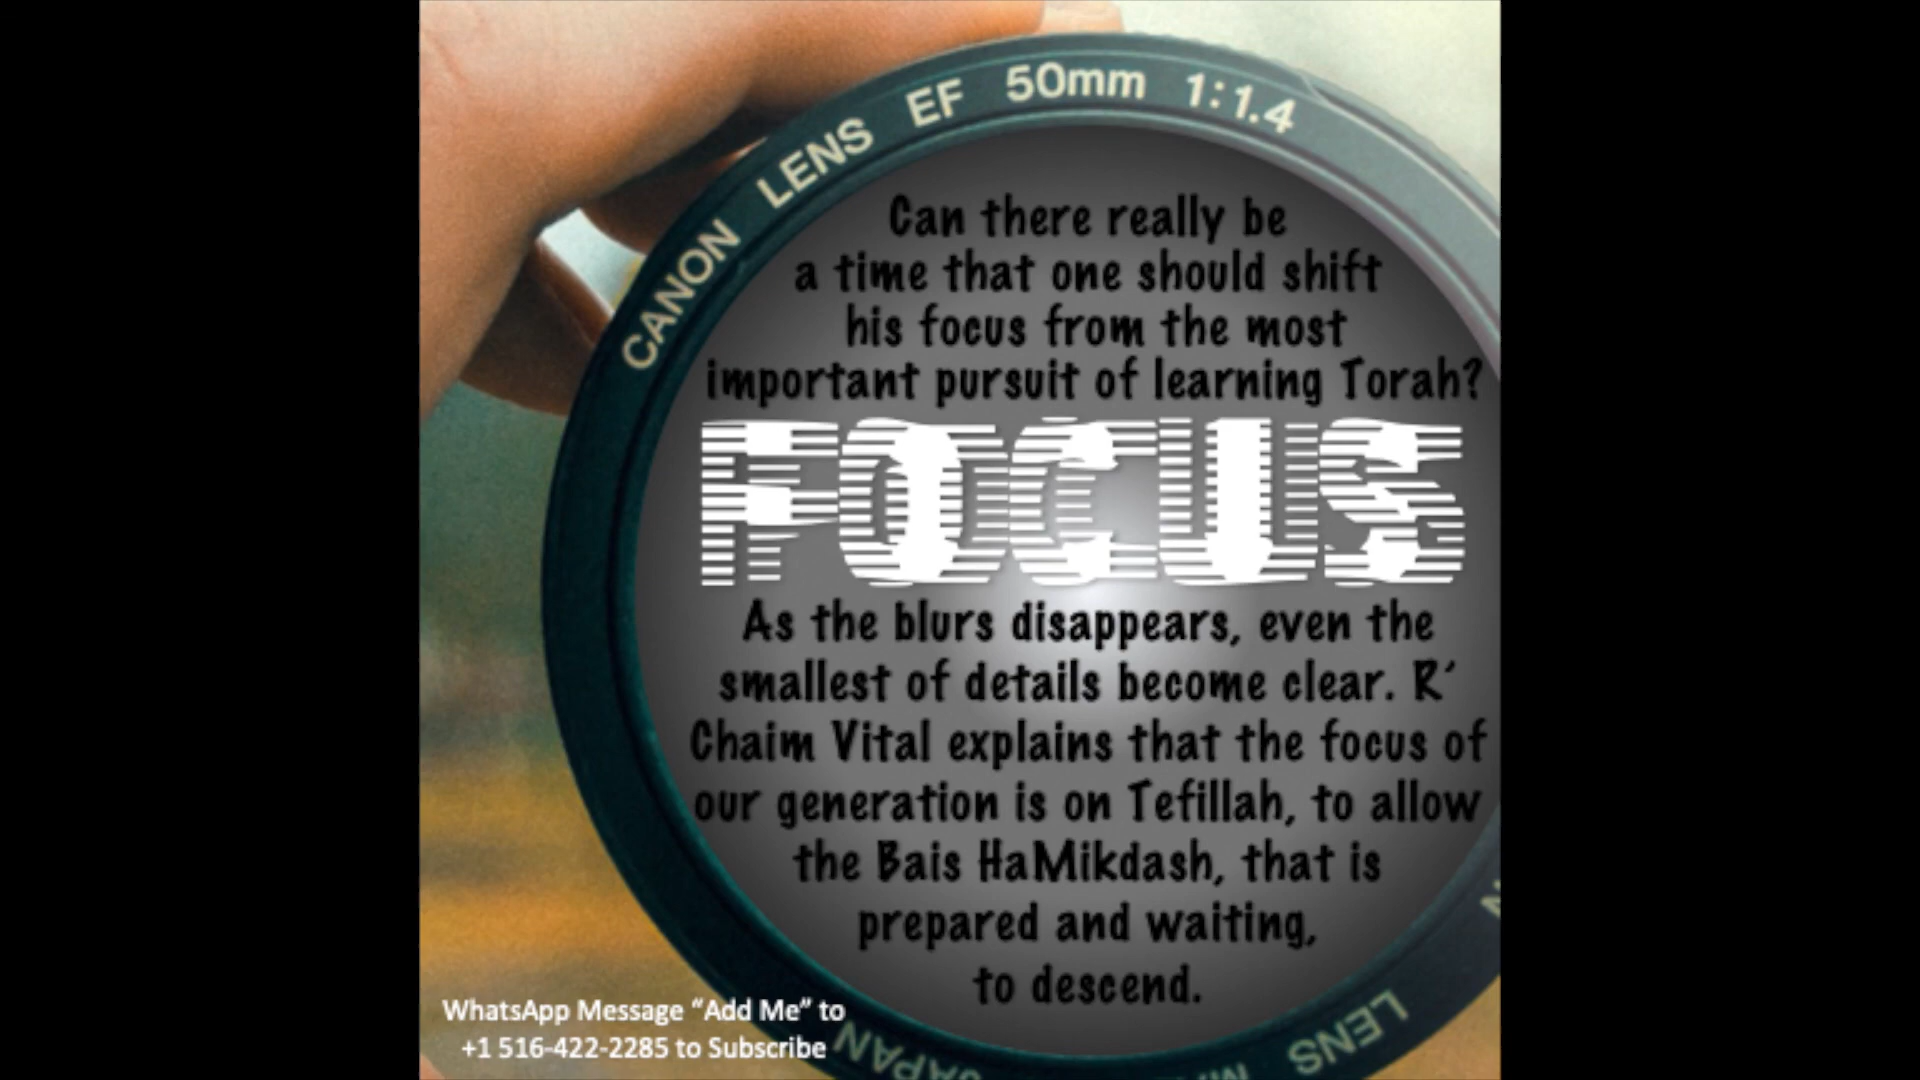 CANON LENS EF 50mm 1:1.4
Can there really be
a time that one should shift
his focus from the most
important pursuit of learning Torah?
FOCUS
As the blurs disappears, even the
smallest of details become clear. R'
Chaim Vital explains that the focus of
our generation is on Tefillah, to allow
the Bais HaMikdash, that is
prepared and waiting,
to descend.
WhatsApp Message “Add Me” to
+1 516-422-2285 to Subscribe
LENS
JAPAN